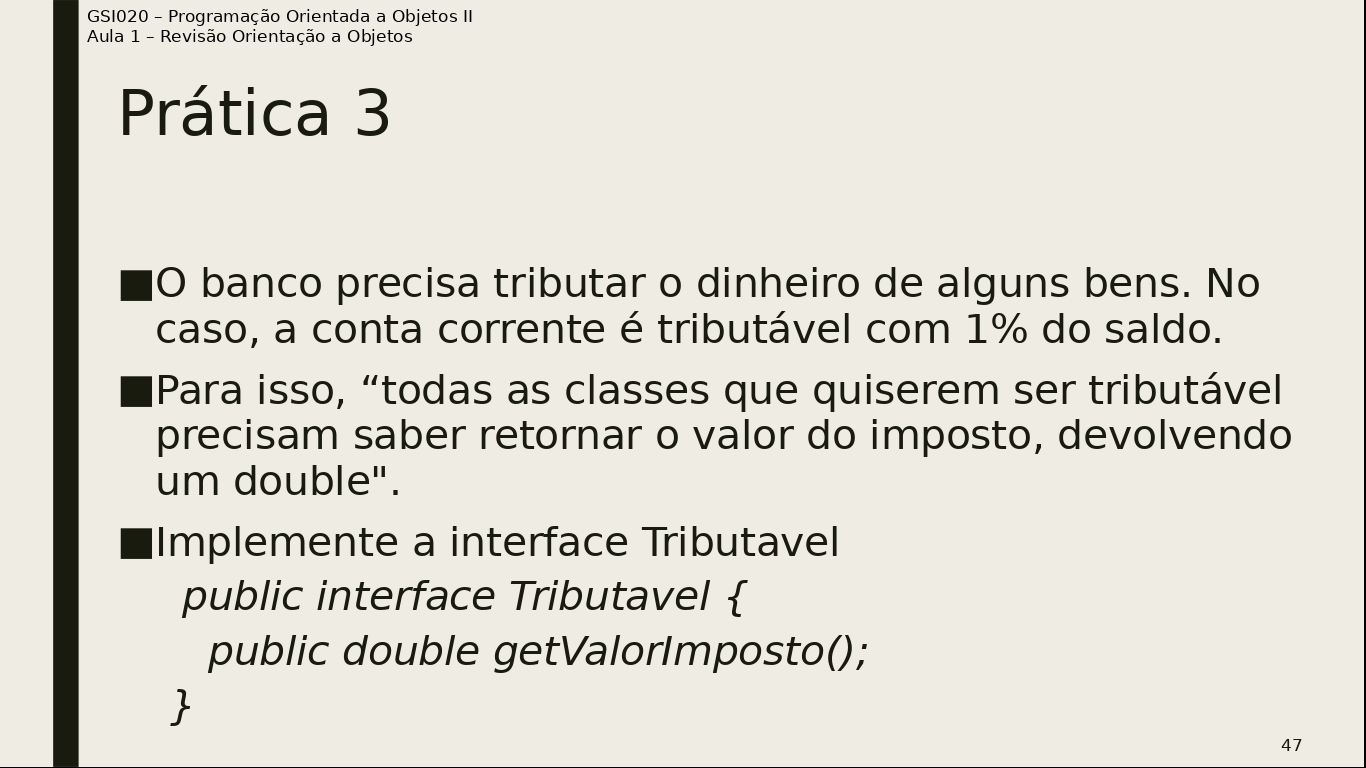 GSI020 – Programação Orientada a Objetos II
Aula 1 – Revisão Orientação a Objetos
Prática 3
■O banco precisa tributar o dinheiro de alguns bens. No
caso, a conta corrente é tributável com 1% do saldo.
■Para isso, “todas as classes que quiserem ser tributável
precisam saber retornar o valor do imposto, devolvendo
um double".
■Implemente a interface Tributavel
public interface Tributavel {
public double getValorImposto();
}
47